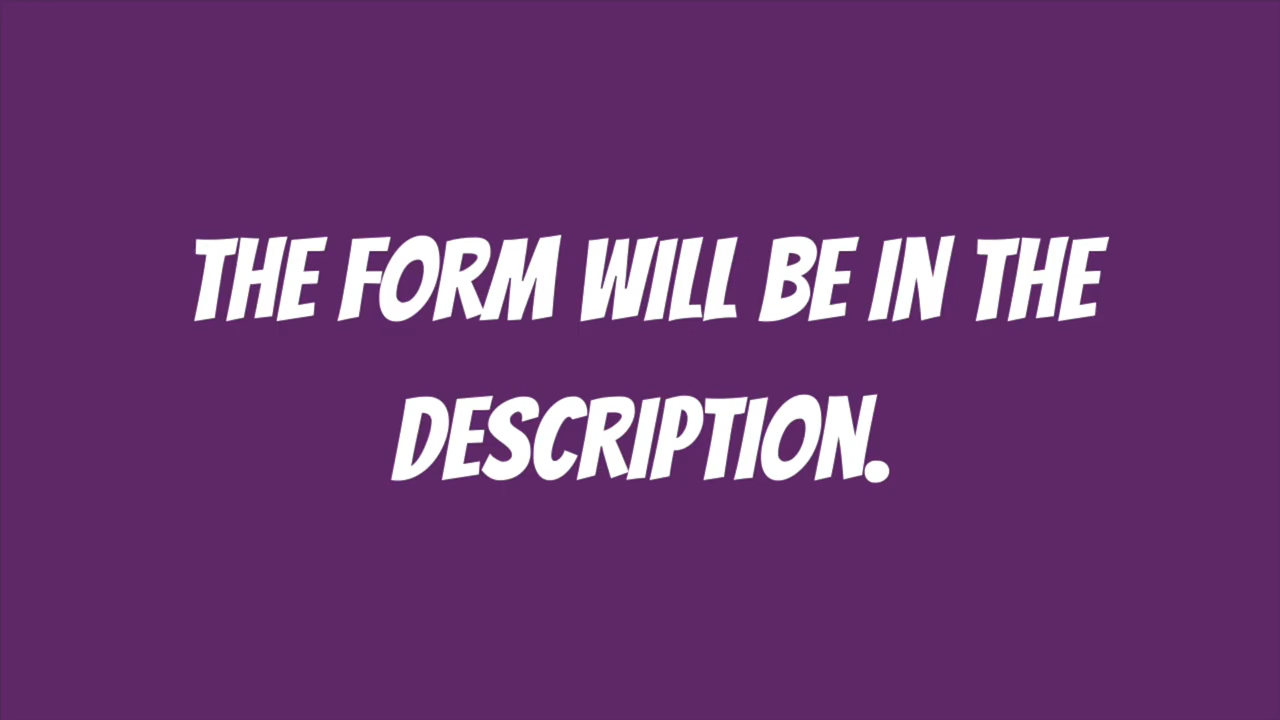 THE FORM WILL BE IN THE
DESCRIPTION.